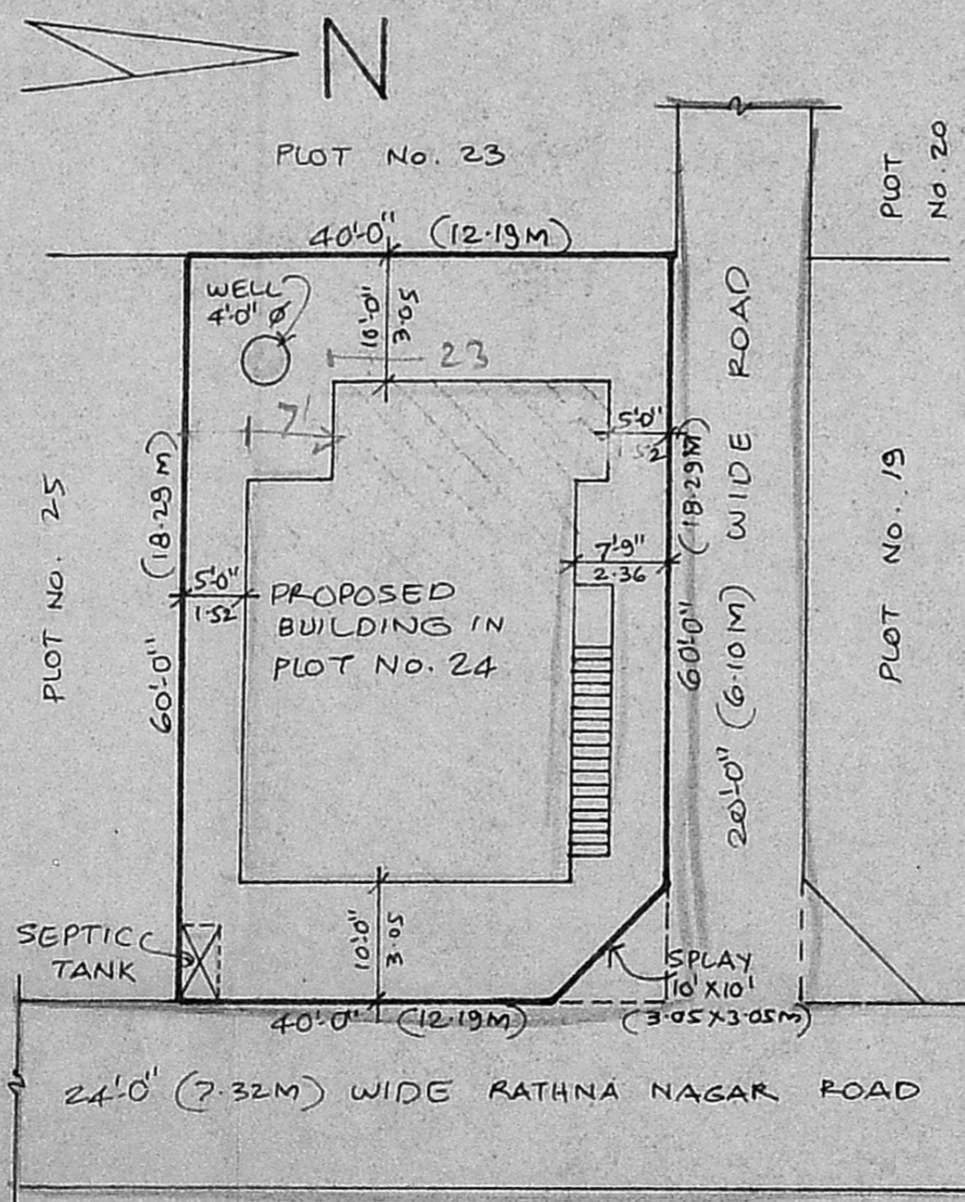 N
PLOT No. 23
PLOT
No. 20
40'-0" (12.19M)
WELL
4'-0" ø
10'-0"
3.05
23
7'
5'-0"
1.52
PLOT NO. 25
60'-0" (18.29M)
5'-0"
1.52
PROPOSED
BUILDING IN
PLOT NO. 24
7'-9"
2.36
60'-0" (18.29M)
20'-0" (6.10M) WIDE ROAD
PLOT NO. 19
SEPTIC
TANK
10'-0"
3.05
SPLAY
10' X 10'
(3.05 X 3.05M)
40'-0" (12.19M)
24'-0" (7.32M) WIDE RATHNA NAGAR ROAD